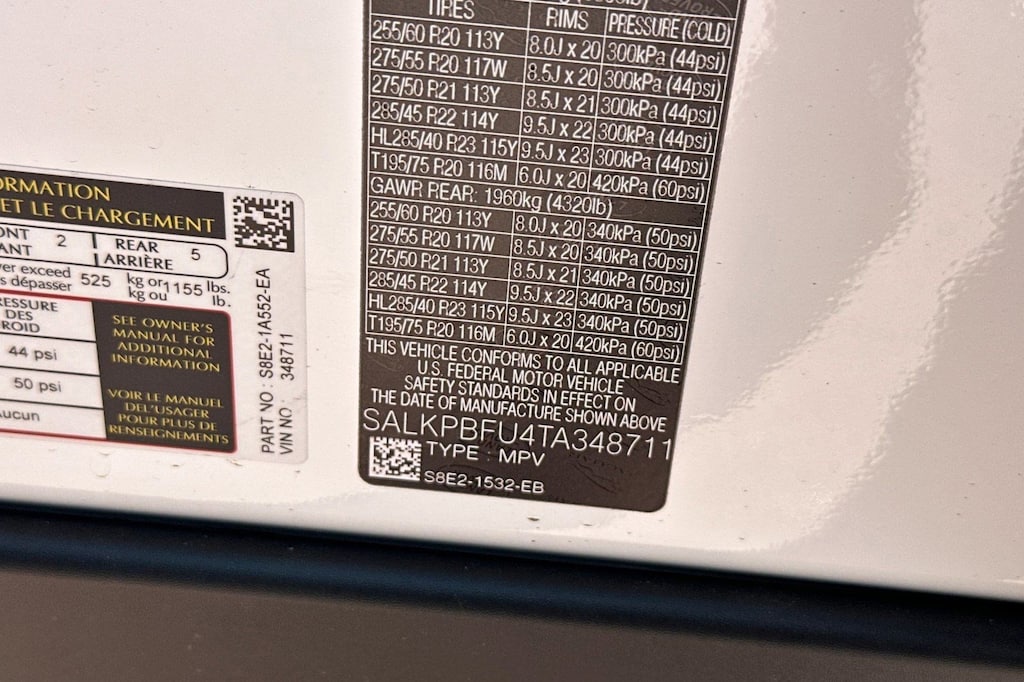 ORMATION
ET LE CHARGEMENT
2 | REAR 5
ARRIÈRE
er exceed 525 kg or 1155 lbs.
s dépasser kg ou lb.
DES
44 psi
50 psi
SEE OWNER'S
MANUAL FOR
ADDITIONAL
INFORMATION
VOIR LE MANUEL
DEL'USAGER
POUR PLUS DE
RENSEIGNEMENTS
PART NO : S8E2-1A552-EA
VIN NO : 348711
TIRES RIMS PRESSURE (COLD)
255/60 R20 113Y 8.0J x 20 300kPa (44psi)
275/55 R20 117W 8.5J x 20 300kPa (44psi)
275/50 R21 113Y 8.5J x 21 300kPa (44psi)
285/45 R22 114Y 9.5J x 22 300kPa (44psi)
HL285/40 R23 115Y 9.5J x 23 300kPa (44psi)
T195/75 R20 116M 6.0J x 20 420kPa (60psi)
GAWR REAR: 1960kg (4320lb)
255/60 R20 113Y 8.0J x 20 340kPa (50psi)
275/55 R20 117W 8.5J x 20 340kPa (50psi)
275/50 R21 113Y 8.5J x 21 340kPa (50psi)
285/45 R22 114Y 9.5J x 22 340kPa (50psi)
HL285/40 R23 115Y 9.5J x 23 340kPa (50psi)
T195/75 R20 116M 6.0J x 20 420kPa (60psi)
THIS VEHICLE CONFORMS TO ALL APPLICABLE
U.S. FEDERAL MOTOR VEHICLE
SAFETY STANDARDS IN EFFECT ON
THE DATE OF MANUFACTURE SHOWN ABOVE
SALKPBFU4TA348711
TYPE : MPV
S8E2-1532-EB